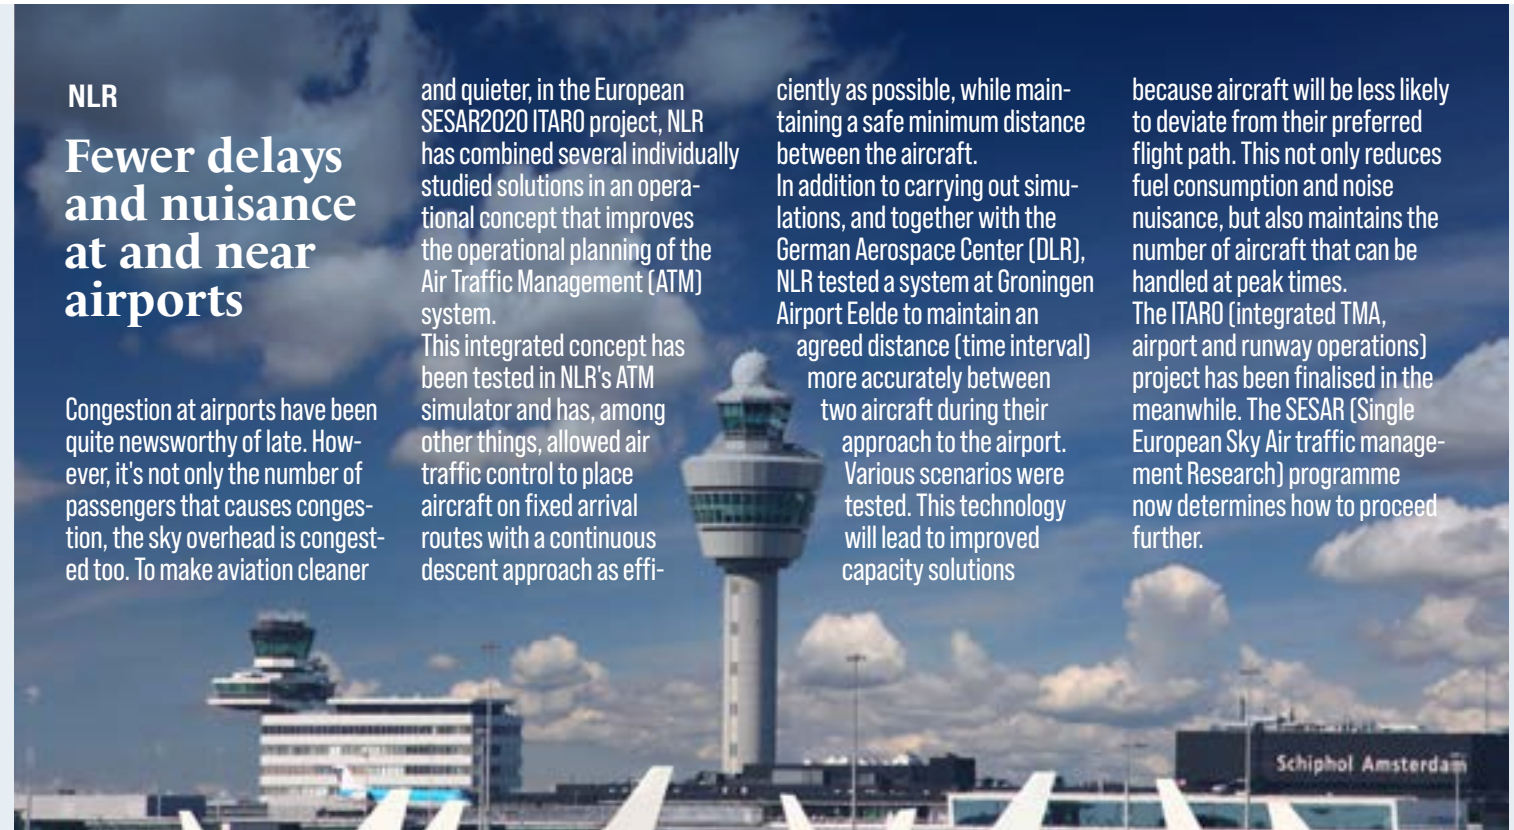 NLR
Fewer delays
and nuisance
at and near
airports
Congestion at airports have been
quite newsworthy of late. How-
ever, it's not only the number of
passengers that causes conges-
tion, the sky overhead is congest-
ed too. To make aviation cleaner
and quieter, in the European
SESAR2020 ITARO project, NLR
has combined several individually
studied solutions in an opera-
tional concept that improves
the operational planning of the
Air Traffic Management (ATM)
system.
This integrated concept has
been tested in NLR's ATM
simulator and has, among
other things, allowed air
traffic control to place
aircraft on fixed arrival
routes with a continuous
descent approach as effi-
ciently as possible, while main-
taining a safe minimum distance
between the aircraft.
In addition to carrying out simu-
lations, and together with the
German Aerospace Center (DLR),
NLR tested a system at Groningen
Airport Eelde to maintain an
agreed distance (time interval)
more accurately between
two aircraft during their
approach to the airport.
Various scenarios were
tested. This technology
will lead to improved
capacity solutions
because aircraft will be less likely
to deviate from their preferred
flight path. This not only reduces
fuel consumption and noise
nuisance, but also maintains the
number of aircraft that can be
handled at peak times.
The ITARO (integrated TMA,
airport and runway operations)
project has been finalised in the
meanwhile. The SESAR (Single
European Sky Air traffic manage-
ment Research) programme
now determines how to proceed
further.
Schiphol Amsterdam